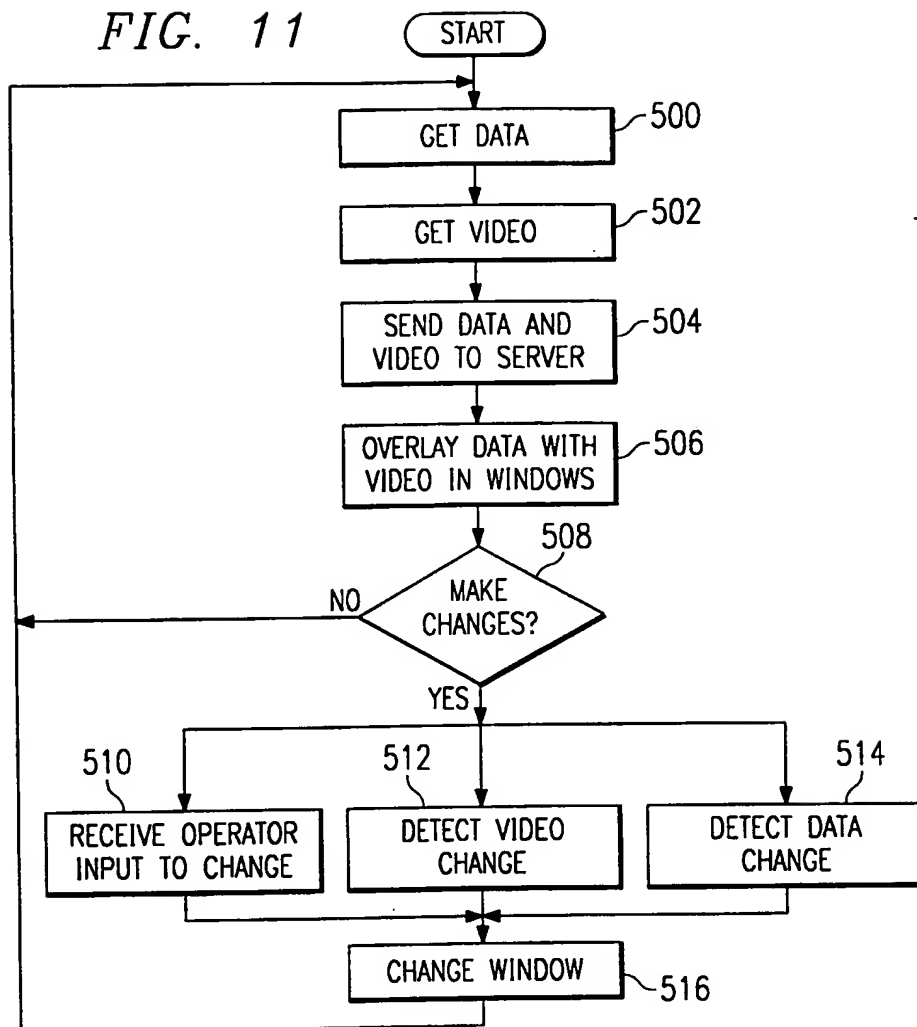 FIG. 11
START
GET DATA
500
GET VIDEO
502
SEND DATA AND
VIDEO TO SERVER
504
OVERLAY DATA WITH
VIDEO IN WINDOWS
506
508
MAKE
CHANGES?
NO
YES
510
RECEIVE OPERATOR
INPUT TO CHANGE
512
DETECT VIDEO
CHANGE
514
DETECT DATA
CHANGE
CHANGE WINDOW
516